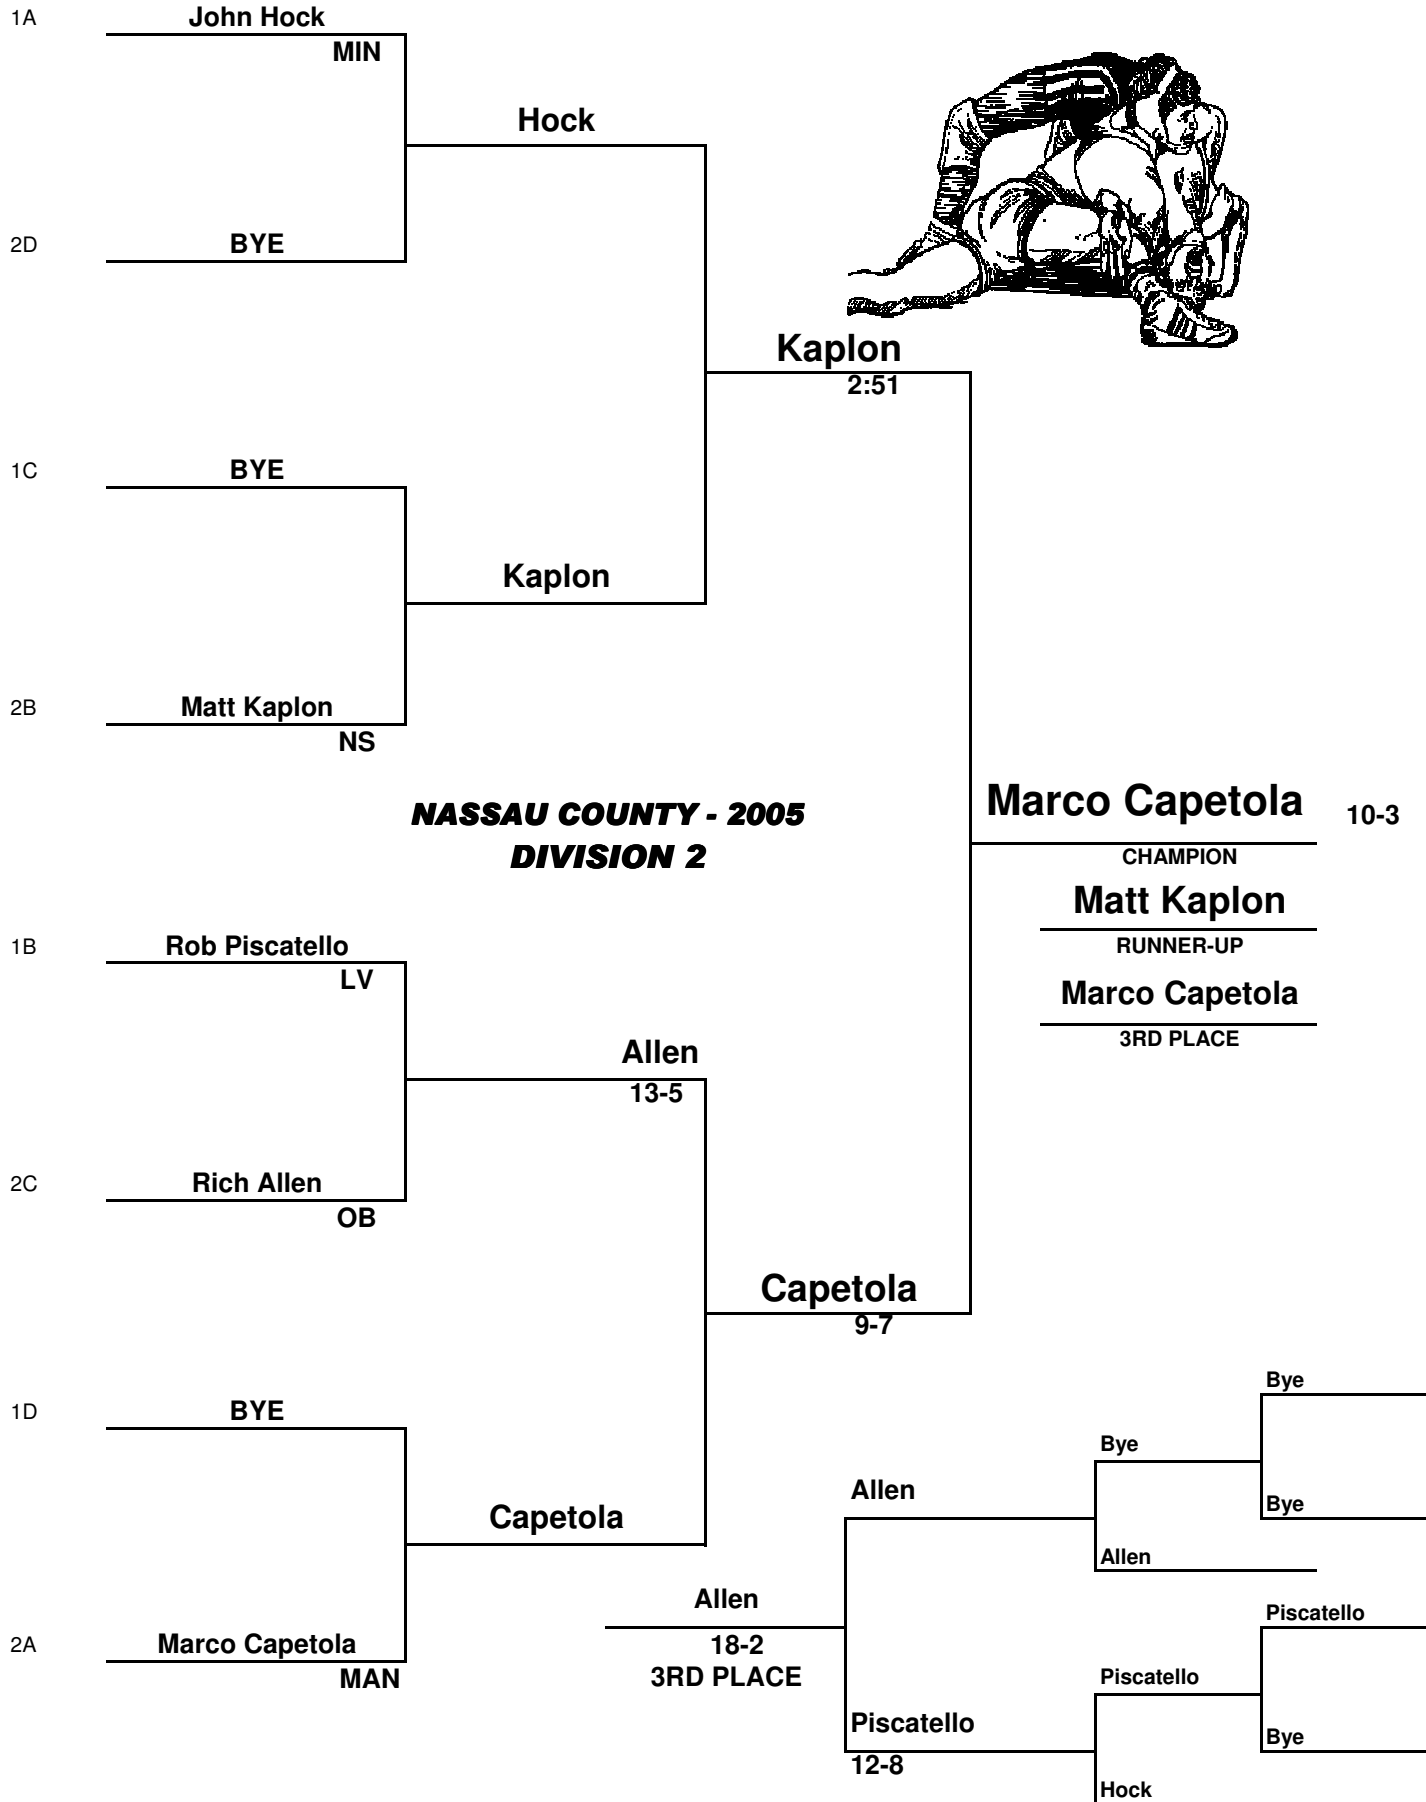 1A
John Hock
MIN
Hock
2D
BYE
Kaplon
2:51
1C
BYE
Kaplon
2B
Matt Kaplon
NS
NASSAU COUNTY - 2005
DIVISION 2
Marco Capetola 10-3
CHAMPION
Matt Kaplon
RUNNER-UP
Marco Capetola
3RD PLACE
1B
Rob Piscatello
LV
Allen
13-5
2C
Rich Allen
OB
Capetola
9-7
1D
BYE
Capetola
2A
Marco Capetola
MAN
Bye
Bye
Allen
Bye
Allen
Allen
18-2
3RD PLACE
Piscatello
Piscatello
Piscatello
12-8
Bye
Hock